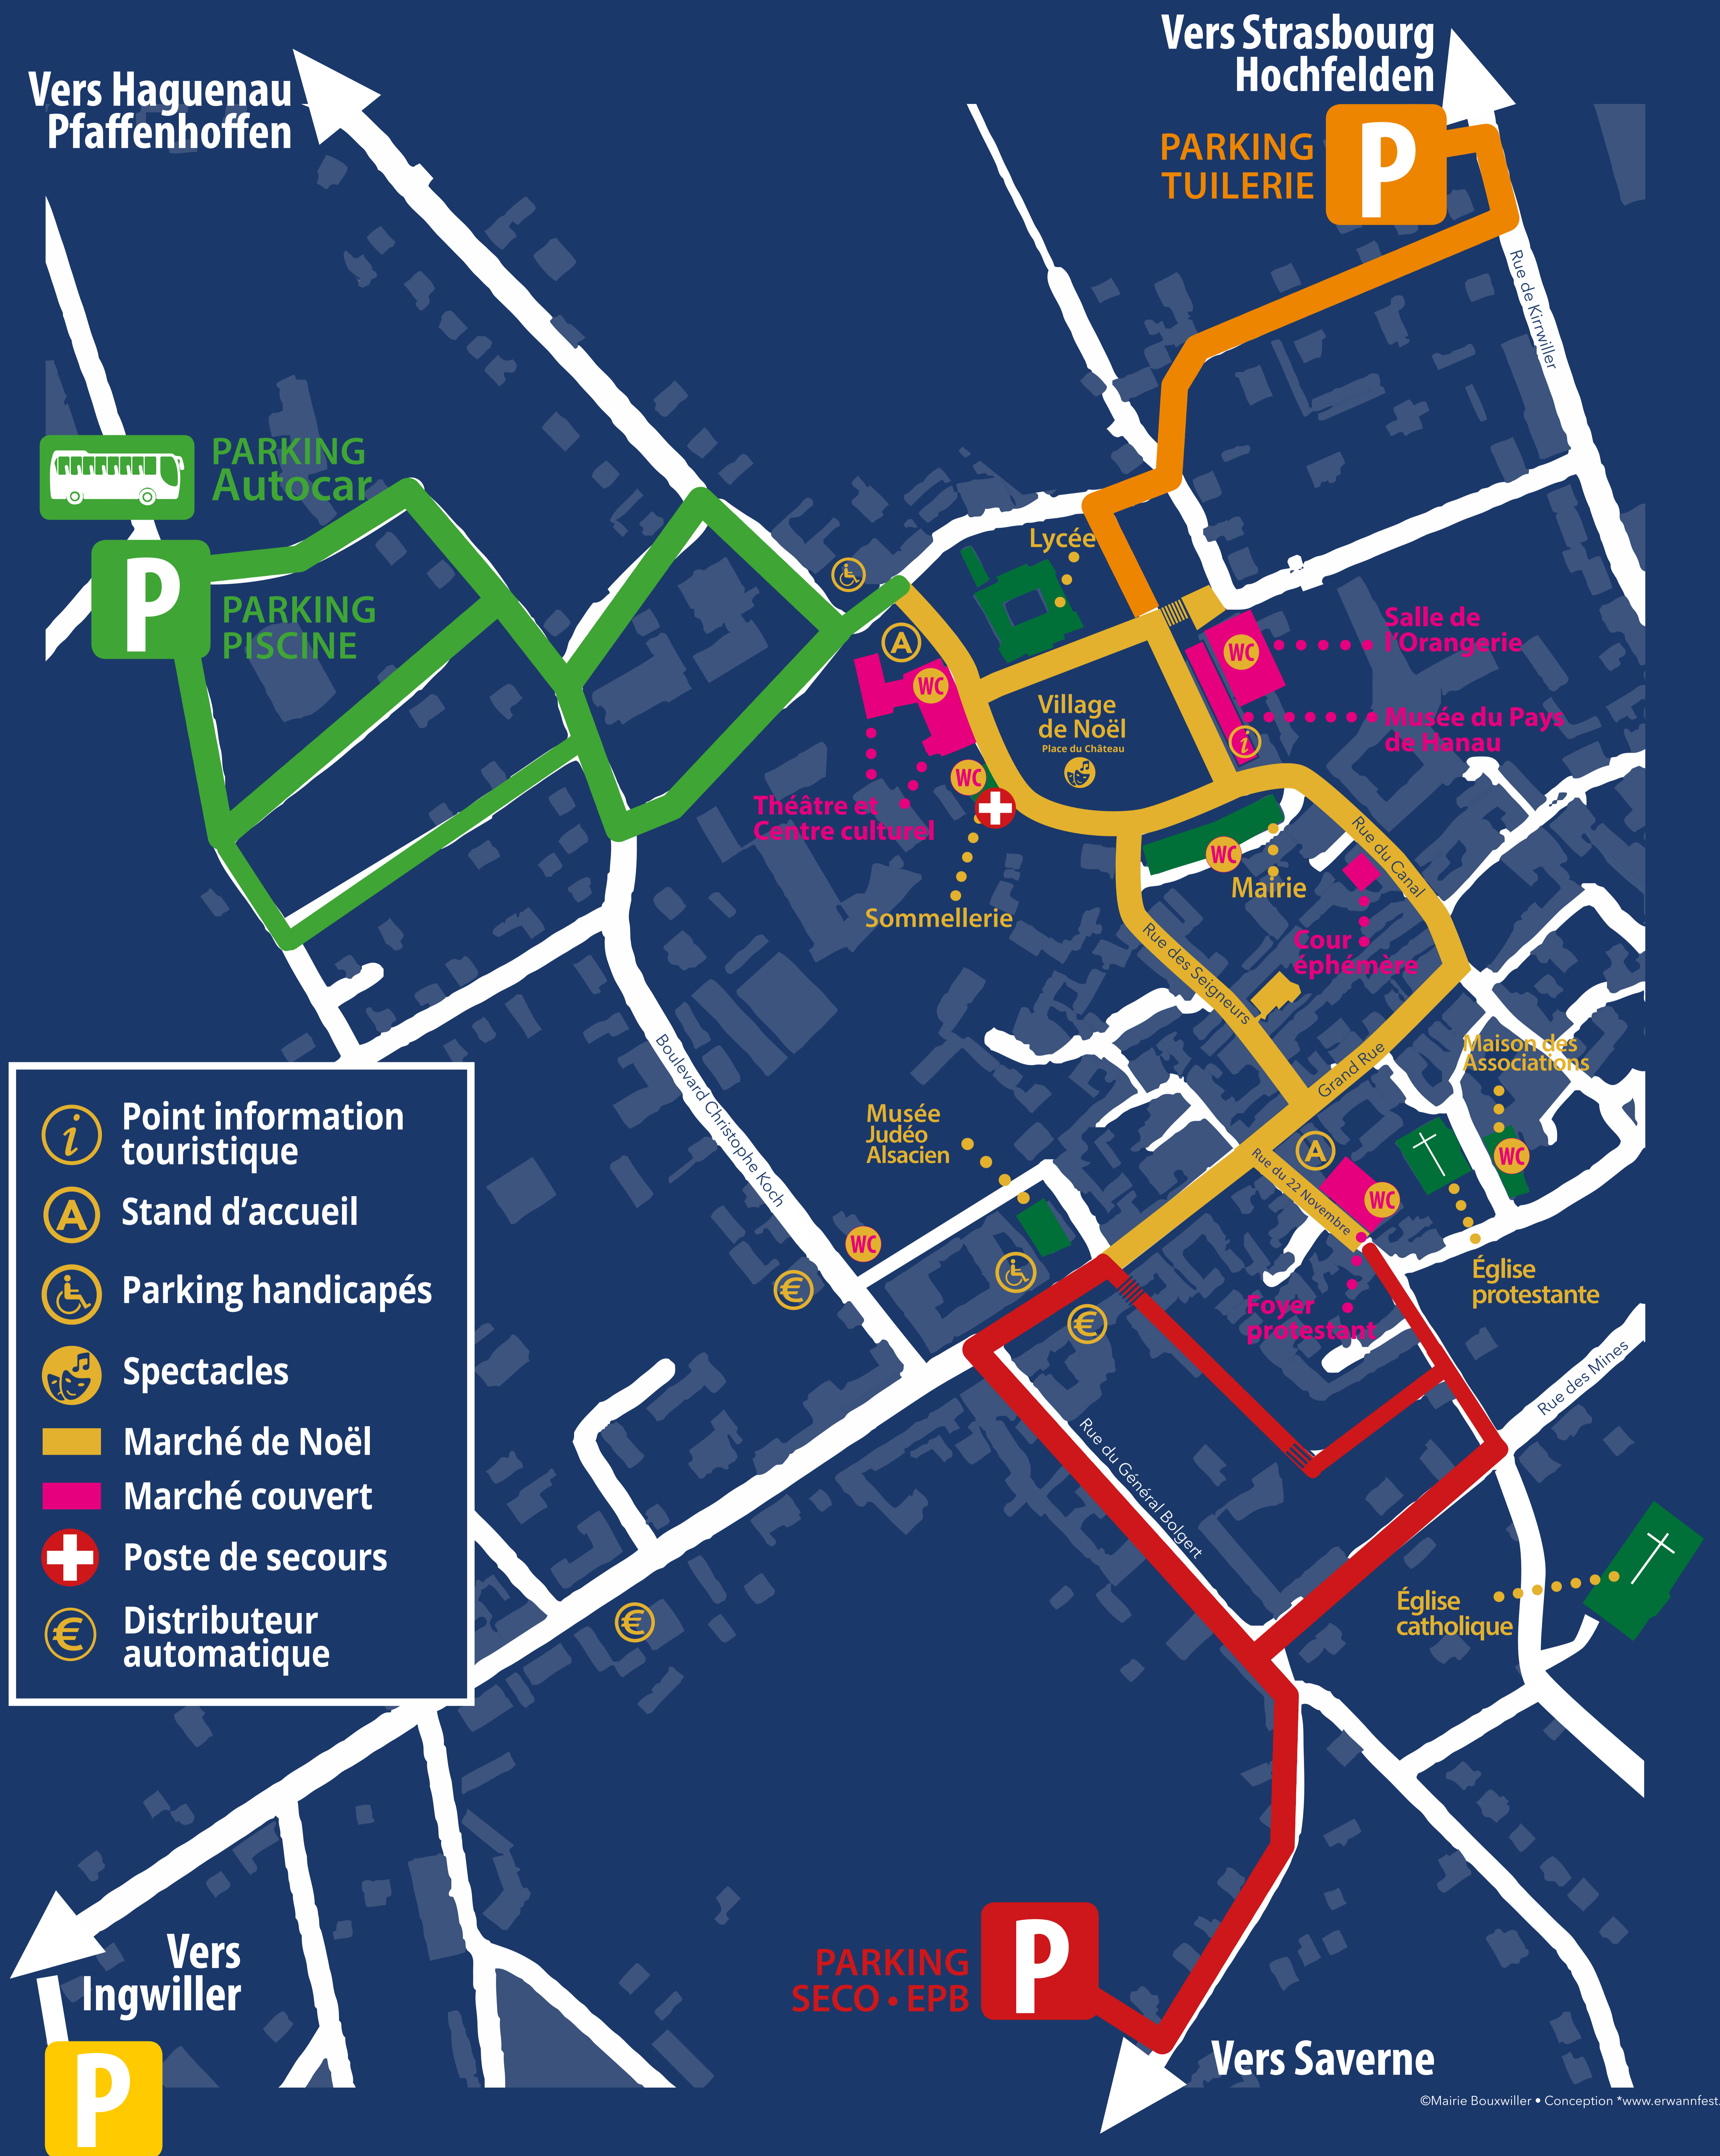 Vers Strasbourg
Hochfelden
Vers Haguenau
Pfaffenhoffen
PARKING
TUILERIE
P
Rue de Kirrwiller
PARKING
Autocar
P
PARKING
PISCINE
Lycée
A
WC
WC
Salle de
l'Orangerie
Village
de Noël
Place du Château
Musée du Pays
de Hanau
i
WC
Théâtre et
Centre culturel
Rue du Canal
WC
Mairie
Sommellerie
Cour
éphémère
Rue des Seigneurs
Maison des
Associations
Grand Rue
Boulevard Christophe Koch
Musée
Judéo
Alsacien
A
WC
Rue du 22 Novembre
WC
WC
€
€
Église
protestante
Foyer
protestant
Rue des Mines
Rue du Général Bolgert
Église
catholique
€
i
Point information
touristique
A
Stand d'accueil
Parking handicapés
Spectacles
Marché de Noël
Marché couvert
Poste de secours
€
Distributeur
automatique
Vers
Ingwiller
P
PARKING
SECO • EPB
P
Vers Saverne
©Mairie Bouxwiller • Conception *www.erwannfest.